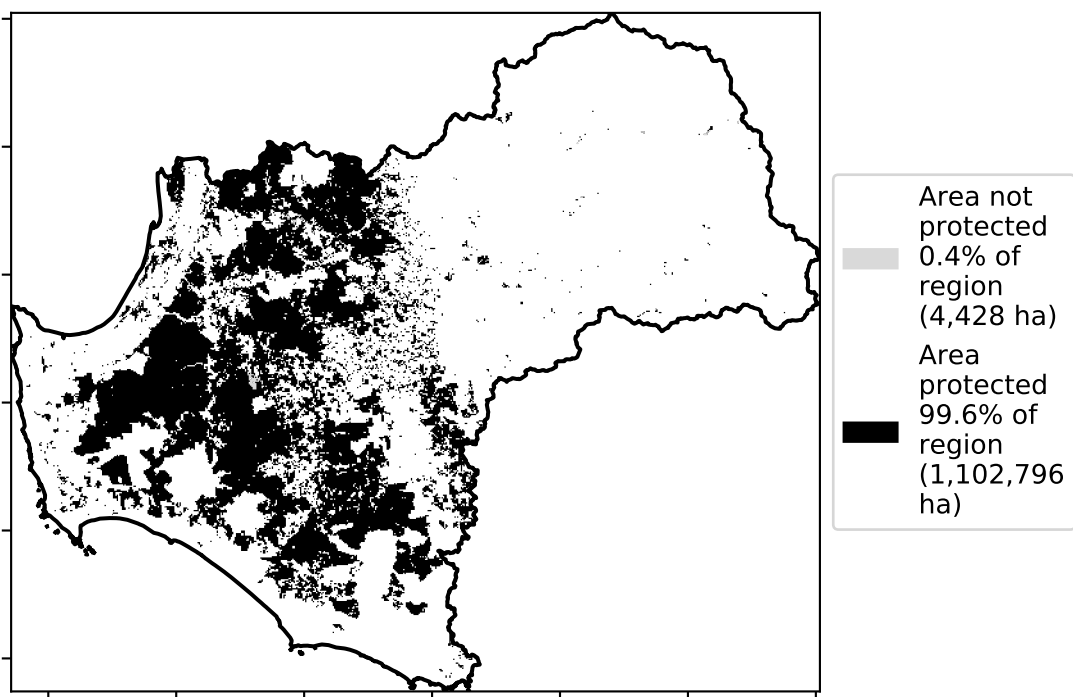 Area not
protected
0.4% of
region
(4,428 ha)
Area
protected
99.6% of
region
(1,102,796
ha)